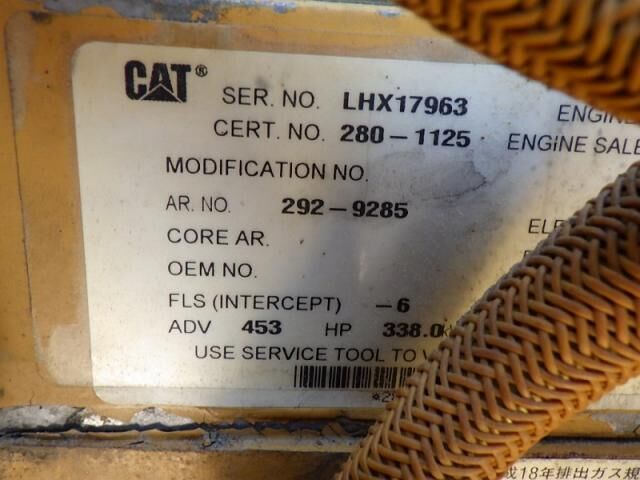 CAT® SER. NO. LHX17963
CERT. NO. 280-1125 ENGINE SALE
MODIFICATION NO.
AR. NO. 292-9285
CORE AR.
OEM NO.
FLS (INTERCEPT) -6
ADV 453 HP 338.0
USE SERVICE TOOL TO
18年排出ガス規